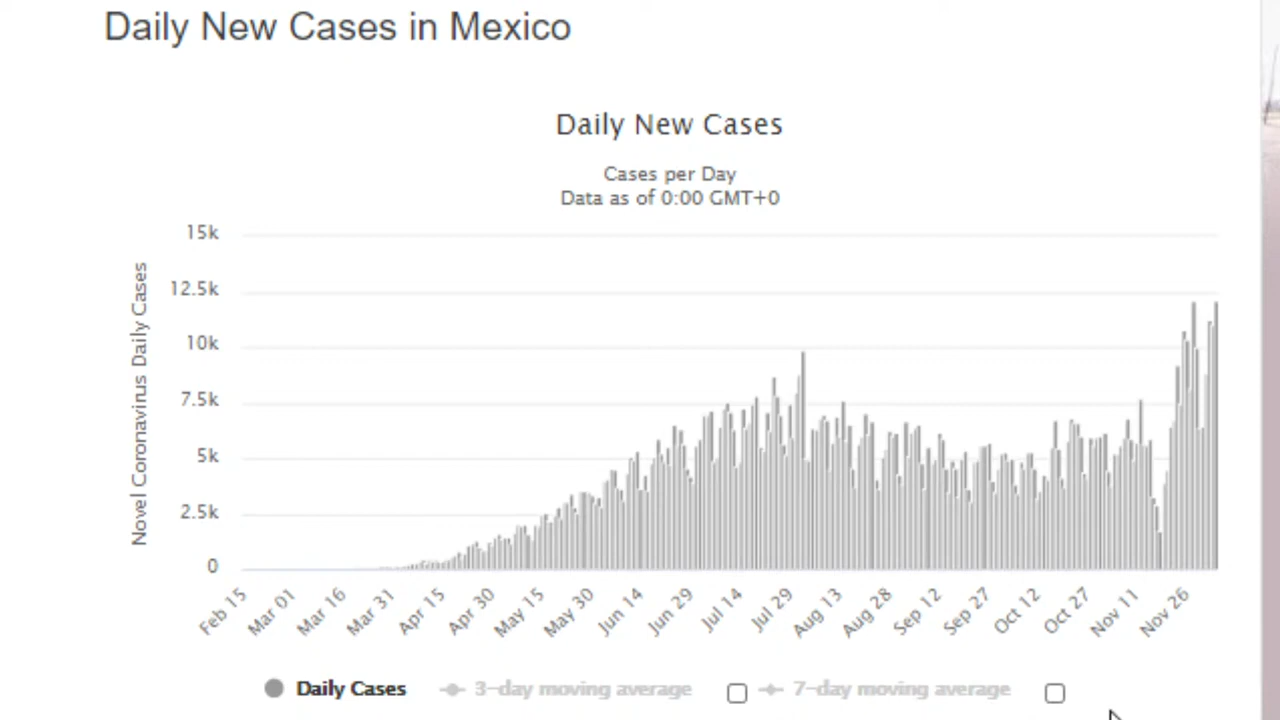 Daily New Cases in Mexico
Daily New Cases
Cases per Day
Data as of 0:00 GMT+0
Novel Coronavirus Daily Cases
15k
12.5k
10k
7.5k
5k
2.5k
0
Feb 15
Mar 01
Mar 16
Mar 31
Apr 15
Apr 30
May 15
May 30
Jun 14
Jun 29
Jul 14
Jul 29
Aug 13
Aug 28
Sep 12
Sep 27
Oct 12
Oct 27
Nov 11
Nov 26
Daily Cases
3-day moving average
7-day moving average